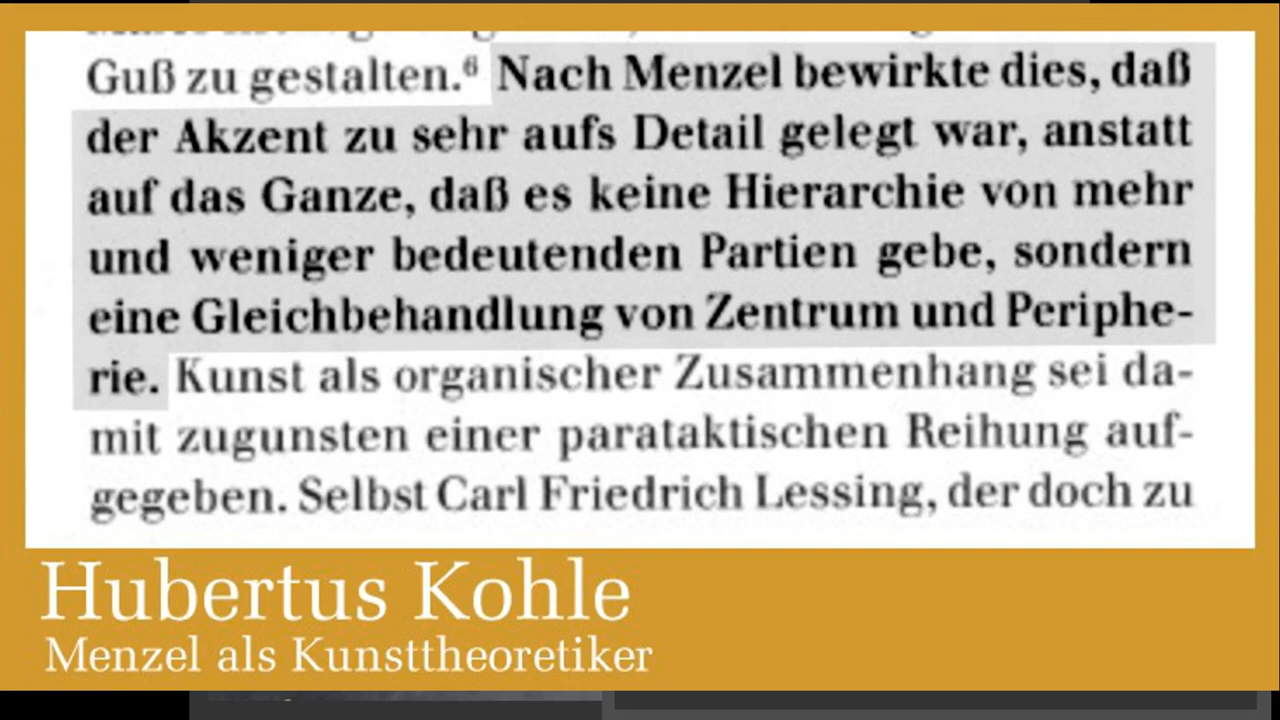 Guß zu gestalten.⁶ Nach Menzel bewirkte dies, daß
der Akzent zu sehr aufs Detail gelegt war, anstatt
auf das Ganze, daß es keine Hierarchie von mehr
und weniger bedeutenden Partien gebe, sondern
eine Gleichbehandlung von Zentrum und Periphe-
rie. Kunst als organischer Zusammenhang sei da-
mit zugunsten einer parataktischen Reihung auf-
gegeben. Selbst Carl Friedrich Lessing, der doch zu
Hubertus Kohle
Menzel als Kunsttheoretiker